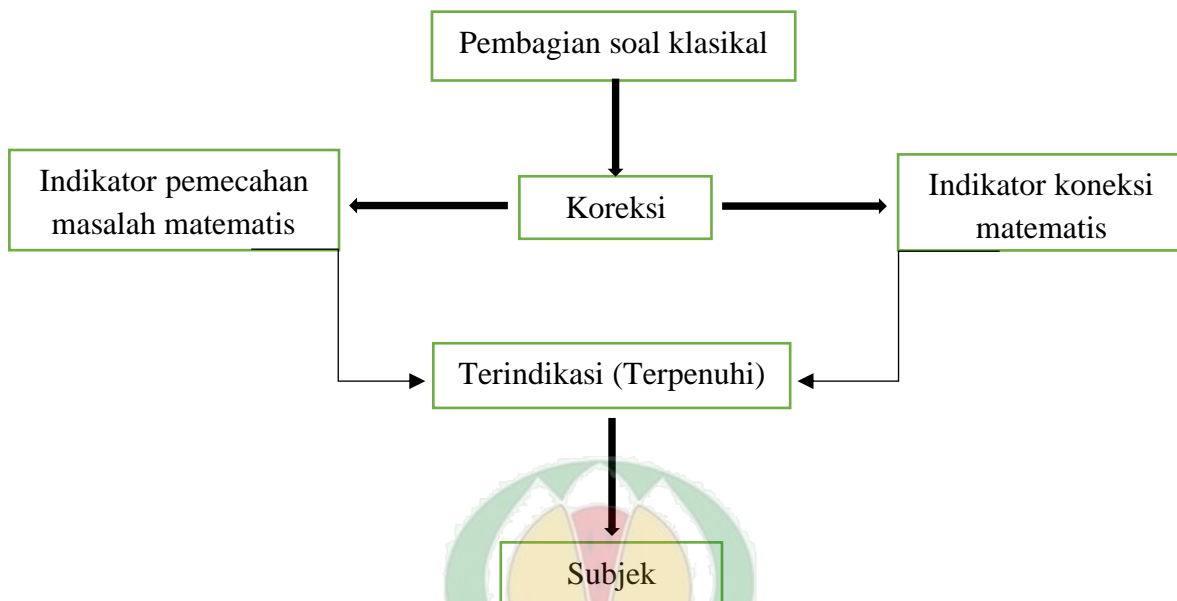 Pembagian soal klasikal
Indikator pemecahan
masalah matematis
Koreksi
Indikator koneksi
matematis
Terindikasi (Terpenuhi)
Subjek